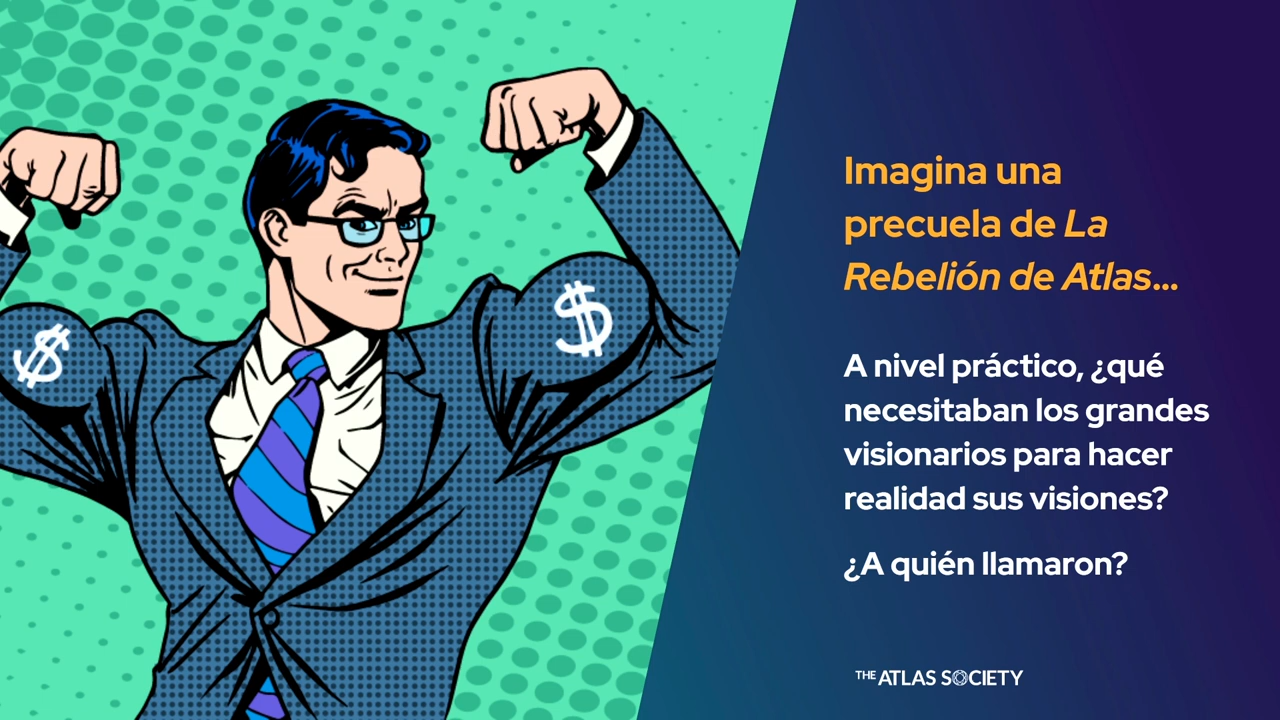 $
$
Imagina una
precuela de La
Rebelión de Atlas...
A nivel práctico, ¿qué
necesitaban los grandes
visionarios para hacer
realidad sus visiones?
¿A quién llamaron?
THE ATLAS SOCIETY